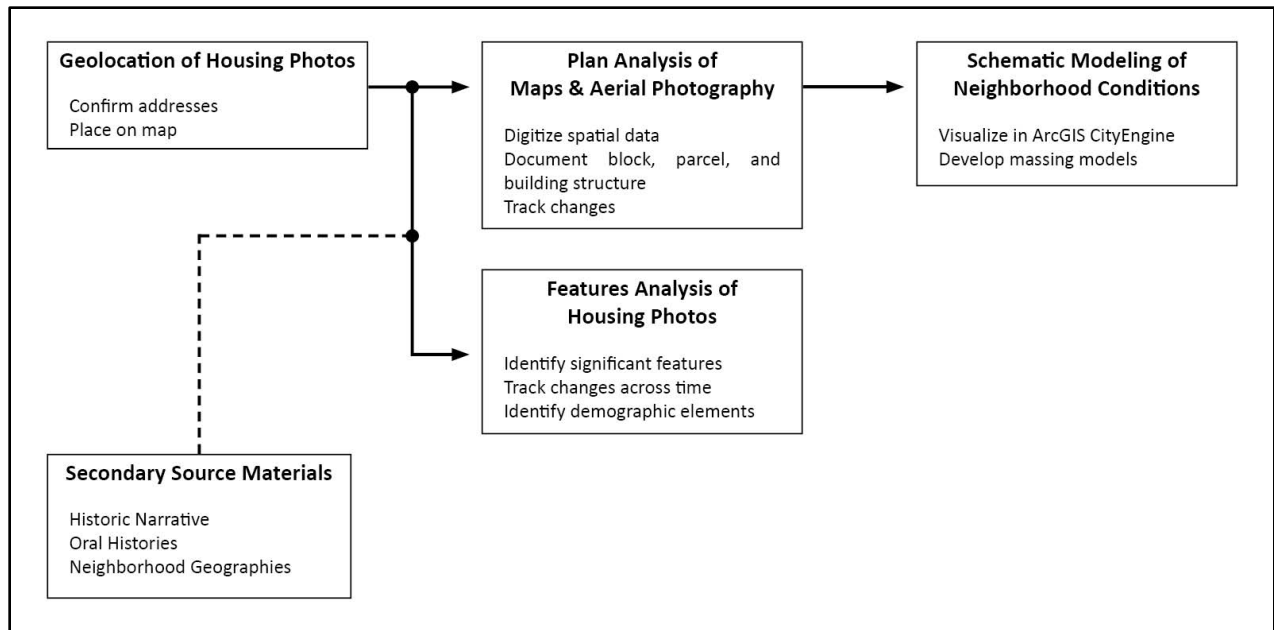 Geolocation of Housing Photos
Confirm addresses
Place on map
Plan Analysis of
Maps & Aerial Photography
Digitize spatial data
Document block, parcel, and
building structure
Track changes
Schematic Modeling of
Neighborhood Conditions
Visualize in ArcGIS CityEngine
Develop massing models
Features Analysis of
Housing Photos
Identify significant features
Track changes across time
Identify demographic elements
Secondary Source Materials
Historic Narrative
Oral Histories
Neighborhood Geographies